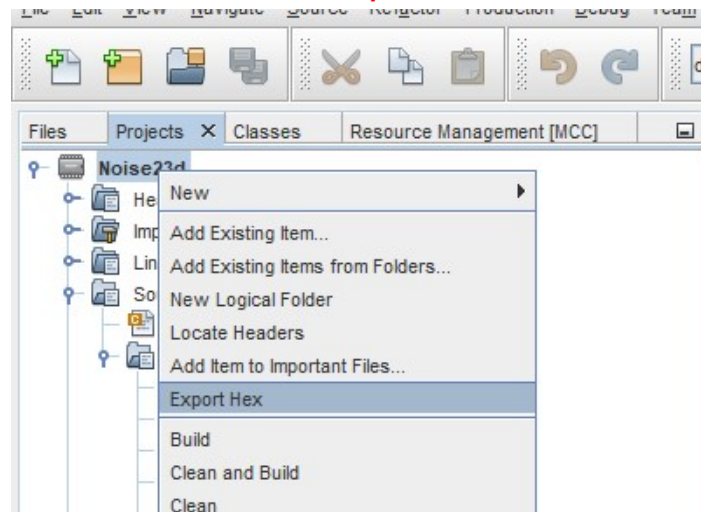 Files Projects X Classes Resource Management [MCC]
Noise23d
New
Add Existing Item...
Add Existing Items from Folders...
New Logical Folder
Locate Headers
Add Item to Important Files...
Export Hex
Build
Clean and Build
Clean